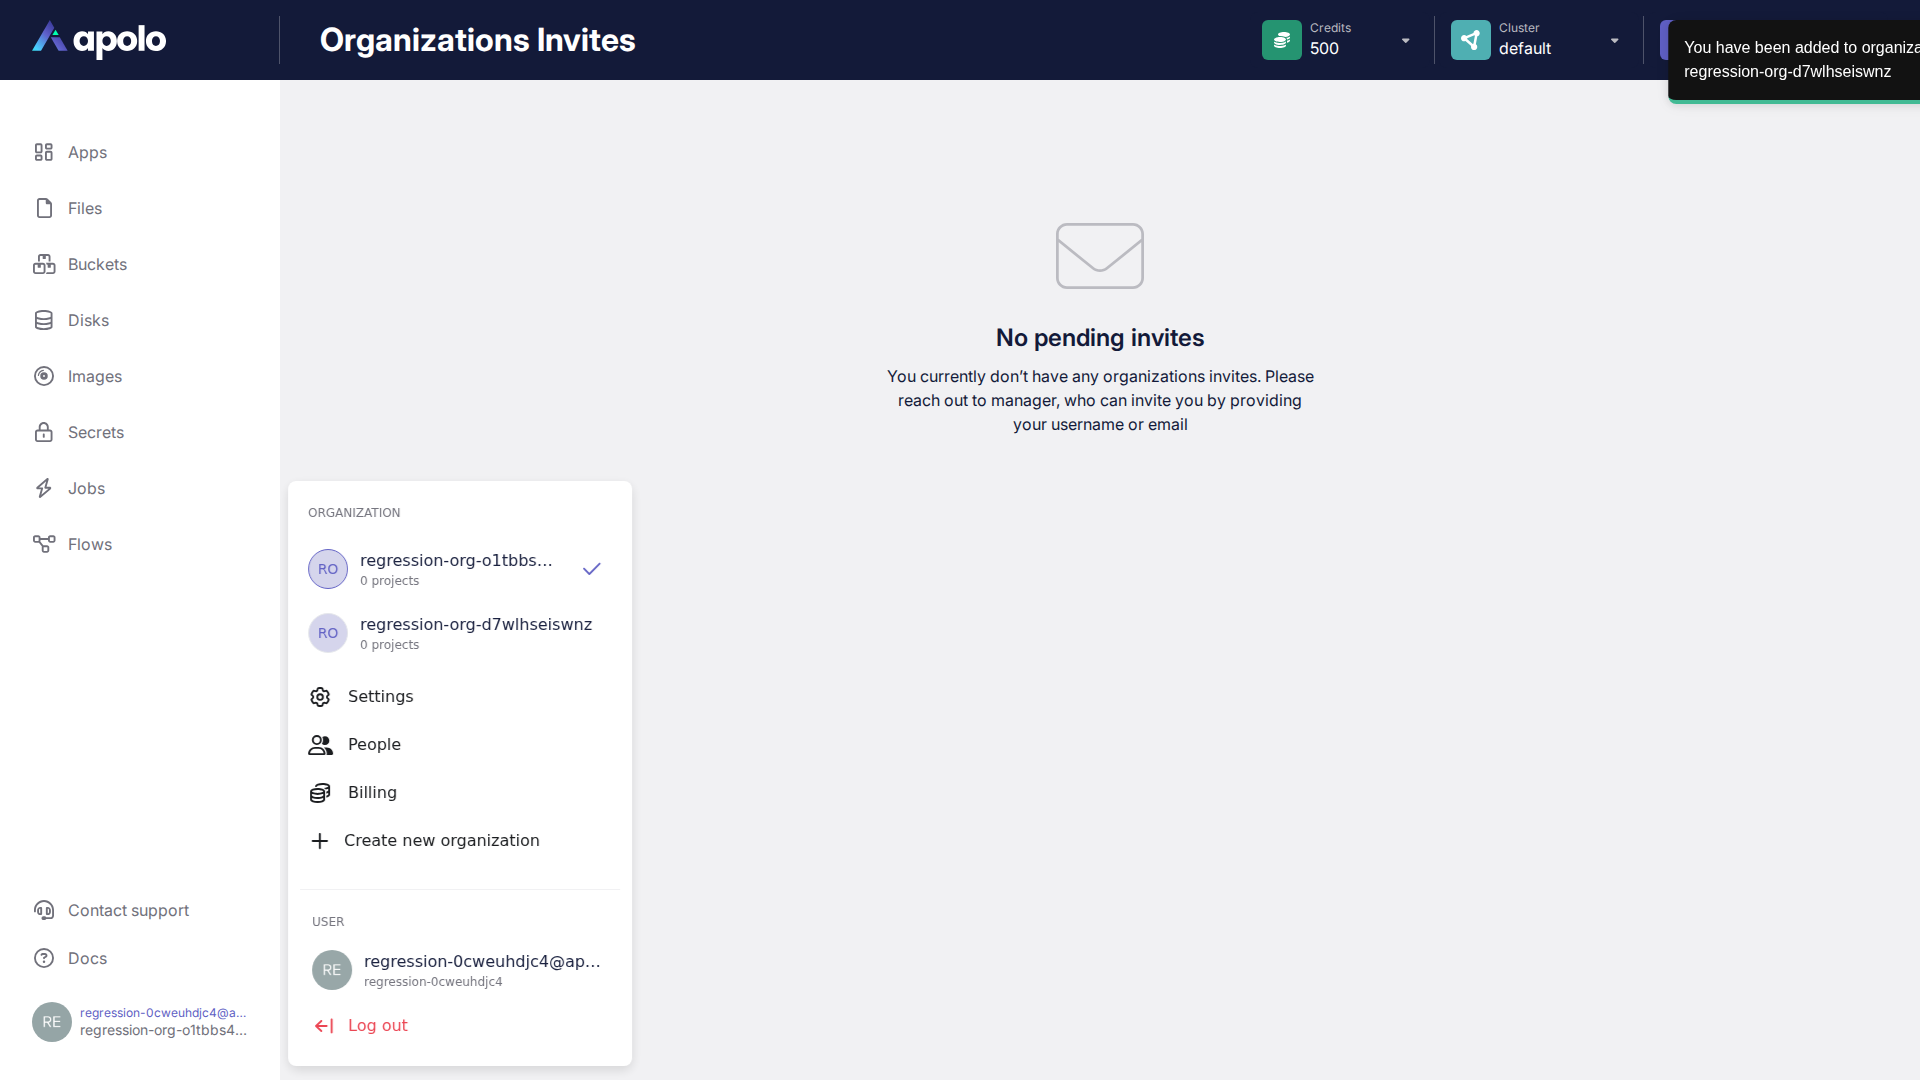 apolo
Organizations Invites
Credits
500
Cluster
default
You have been added to organiza
regression-org-d7wlhseiswnz
Apps
Files
Buckets
Disks
Images
Secrets
Jobs
Flows
No pending invites
You currently don't have any organizations invites. Please
reach out to manager, who can invite you by providing
your username or email
ORGANIZATION
RO
regression-org-o1tbbs...
0 projects
RO
regression-org-d7wlhseiswnz
0 projects
Settings
People
Billing
Create new organization
USER
RE
regression-0cweuhdjc4@ap...
regression-0cweuhdjc4
Log out
Contact support
Docs
RE
regression-0cweuhdjc4@a...
regression-org-o1tbbs4...